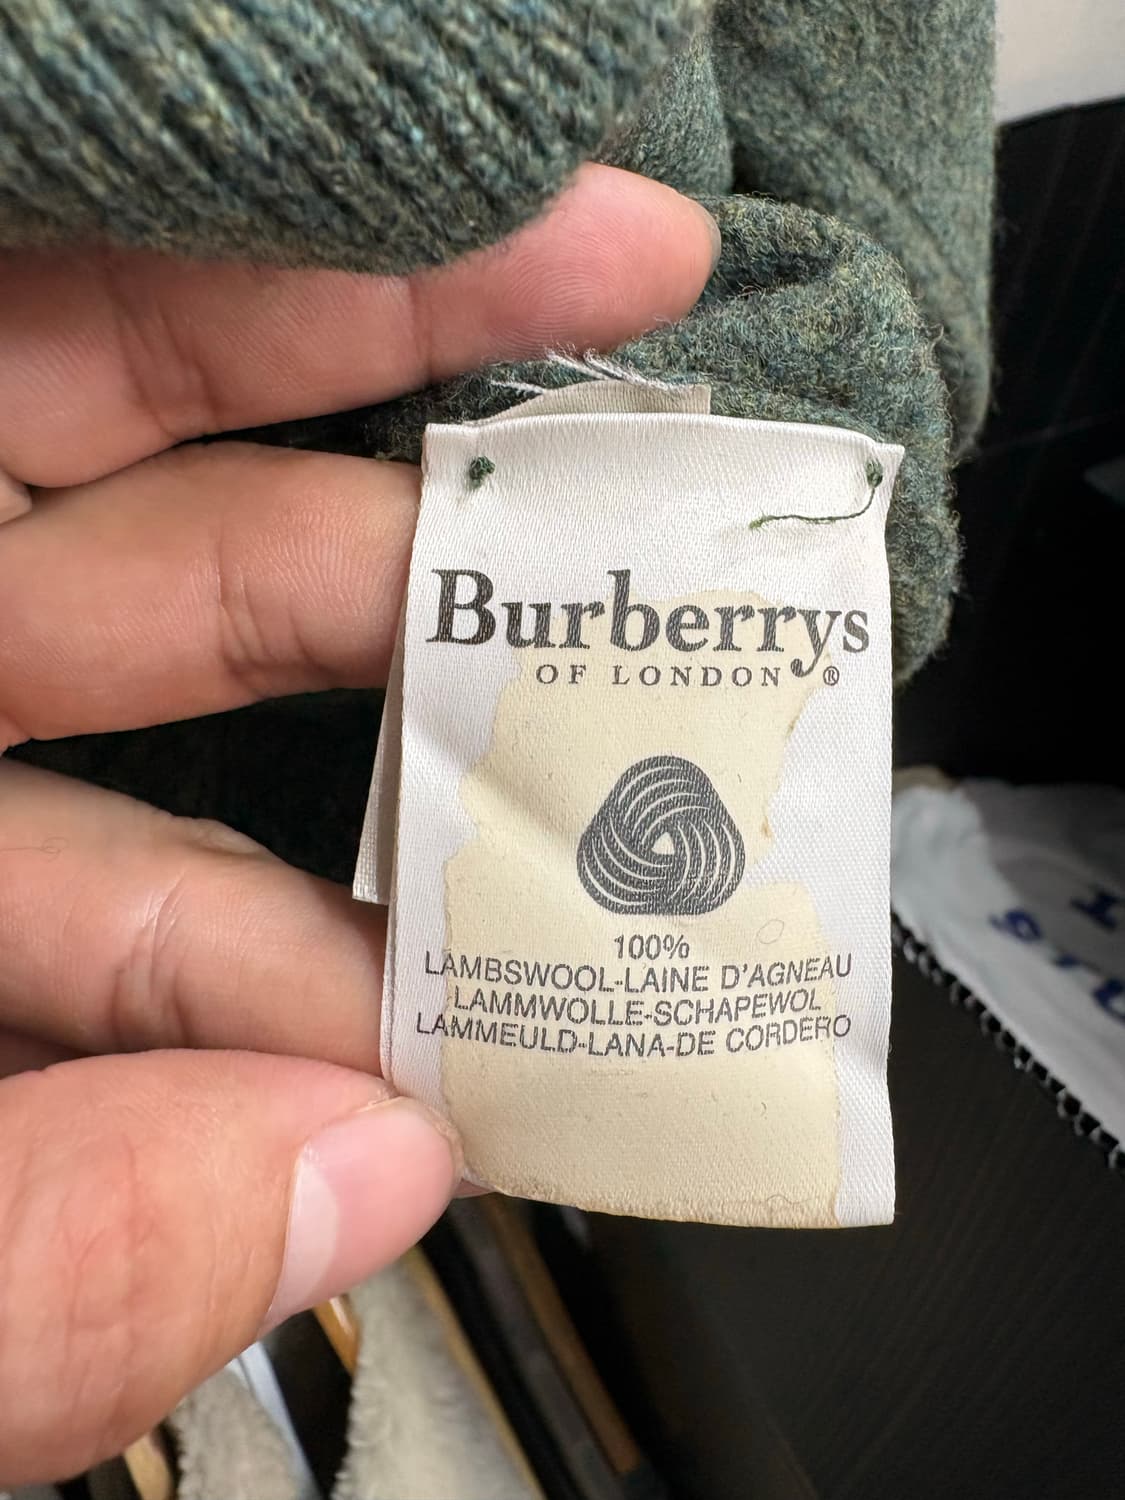 Burberrys
OF LONDON ®
100%
LAMBSWOOL-LAINE D'AGNEAU
LAMMWOLLE-SCHAPEWOL
LAMMEULD-LANA-DE CORDERO